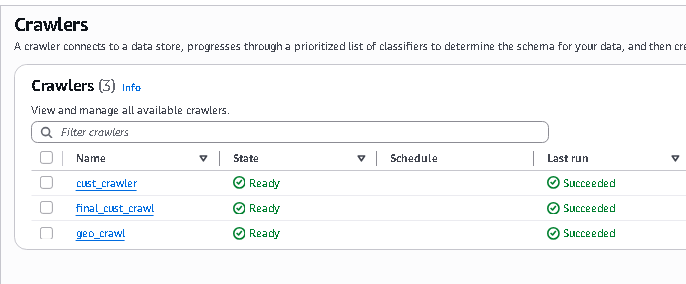 Crawlers
A crawler connects to a data store, progresses through a prioritized list of classifiers to determine the schema for your data, and then cre
Crawlers (3) Info
View and manage all available crawlers.
Filter crawlers
Name State Schedule Last run
cust_crawler Ready Succeeded
final_cust_crawl Ready Succeeded
geo_crawl Ready Succeeded